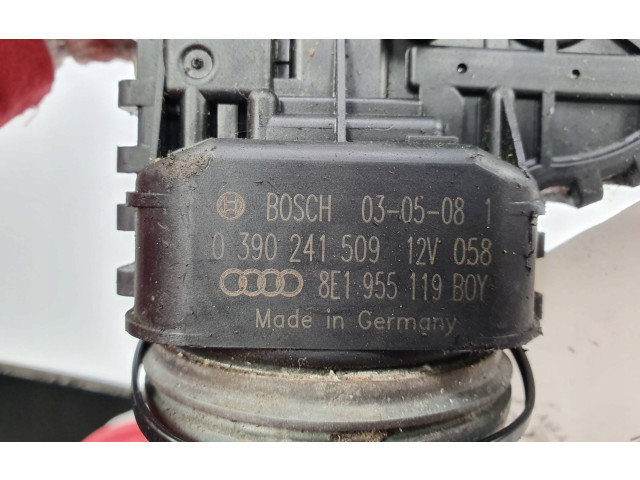 BOSCH 03-05-08 1
0 390 241 509 12V 058
8E1 955 119 BOY
Made in Germany